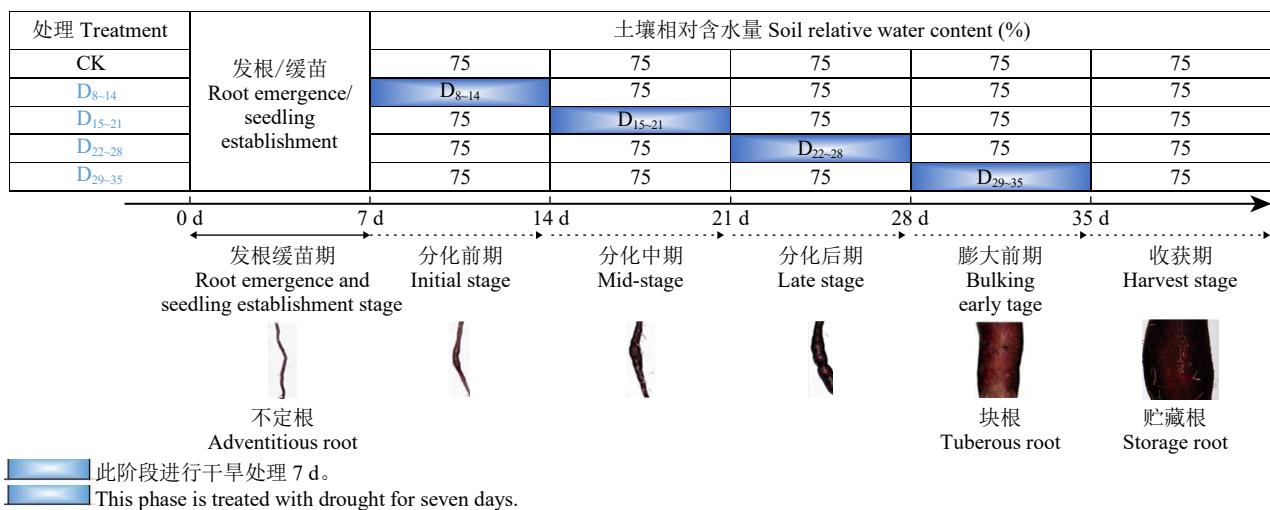 处理 Treatment
土壤相对含水量 Soil relative water content (%)
发根/缓苗
Root emergence/
seedling
establishment
CK 75 75 75 75 75
D8~14 D8~14 75 75 75 75
D15~21 75 D15~21 75 75 75
D22~28 75 75 D22~28 75 75
D29~35 75 75 75 D29~35 75
0 d 7 d 14 d 21 d 28 d 35 d
发根缓苗期 分化前期 分化中期 分化后期 膨大前期 收获期
Root emergence and Initial stage Mid-stage Late stage Bulking Harvest stage
seedling establishment stage early tage
不定根 块根 贮藏根
Adventitious root Tuberous root Storage root
此阶段进行干旱处理 7 d。
This phase is treated with drought for seven days.